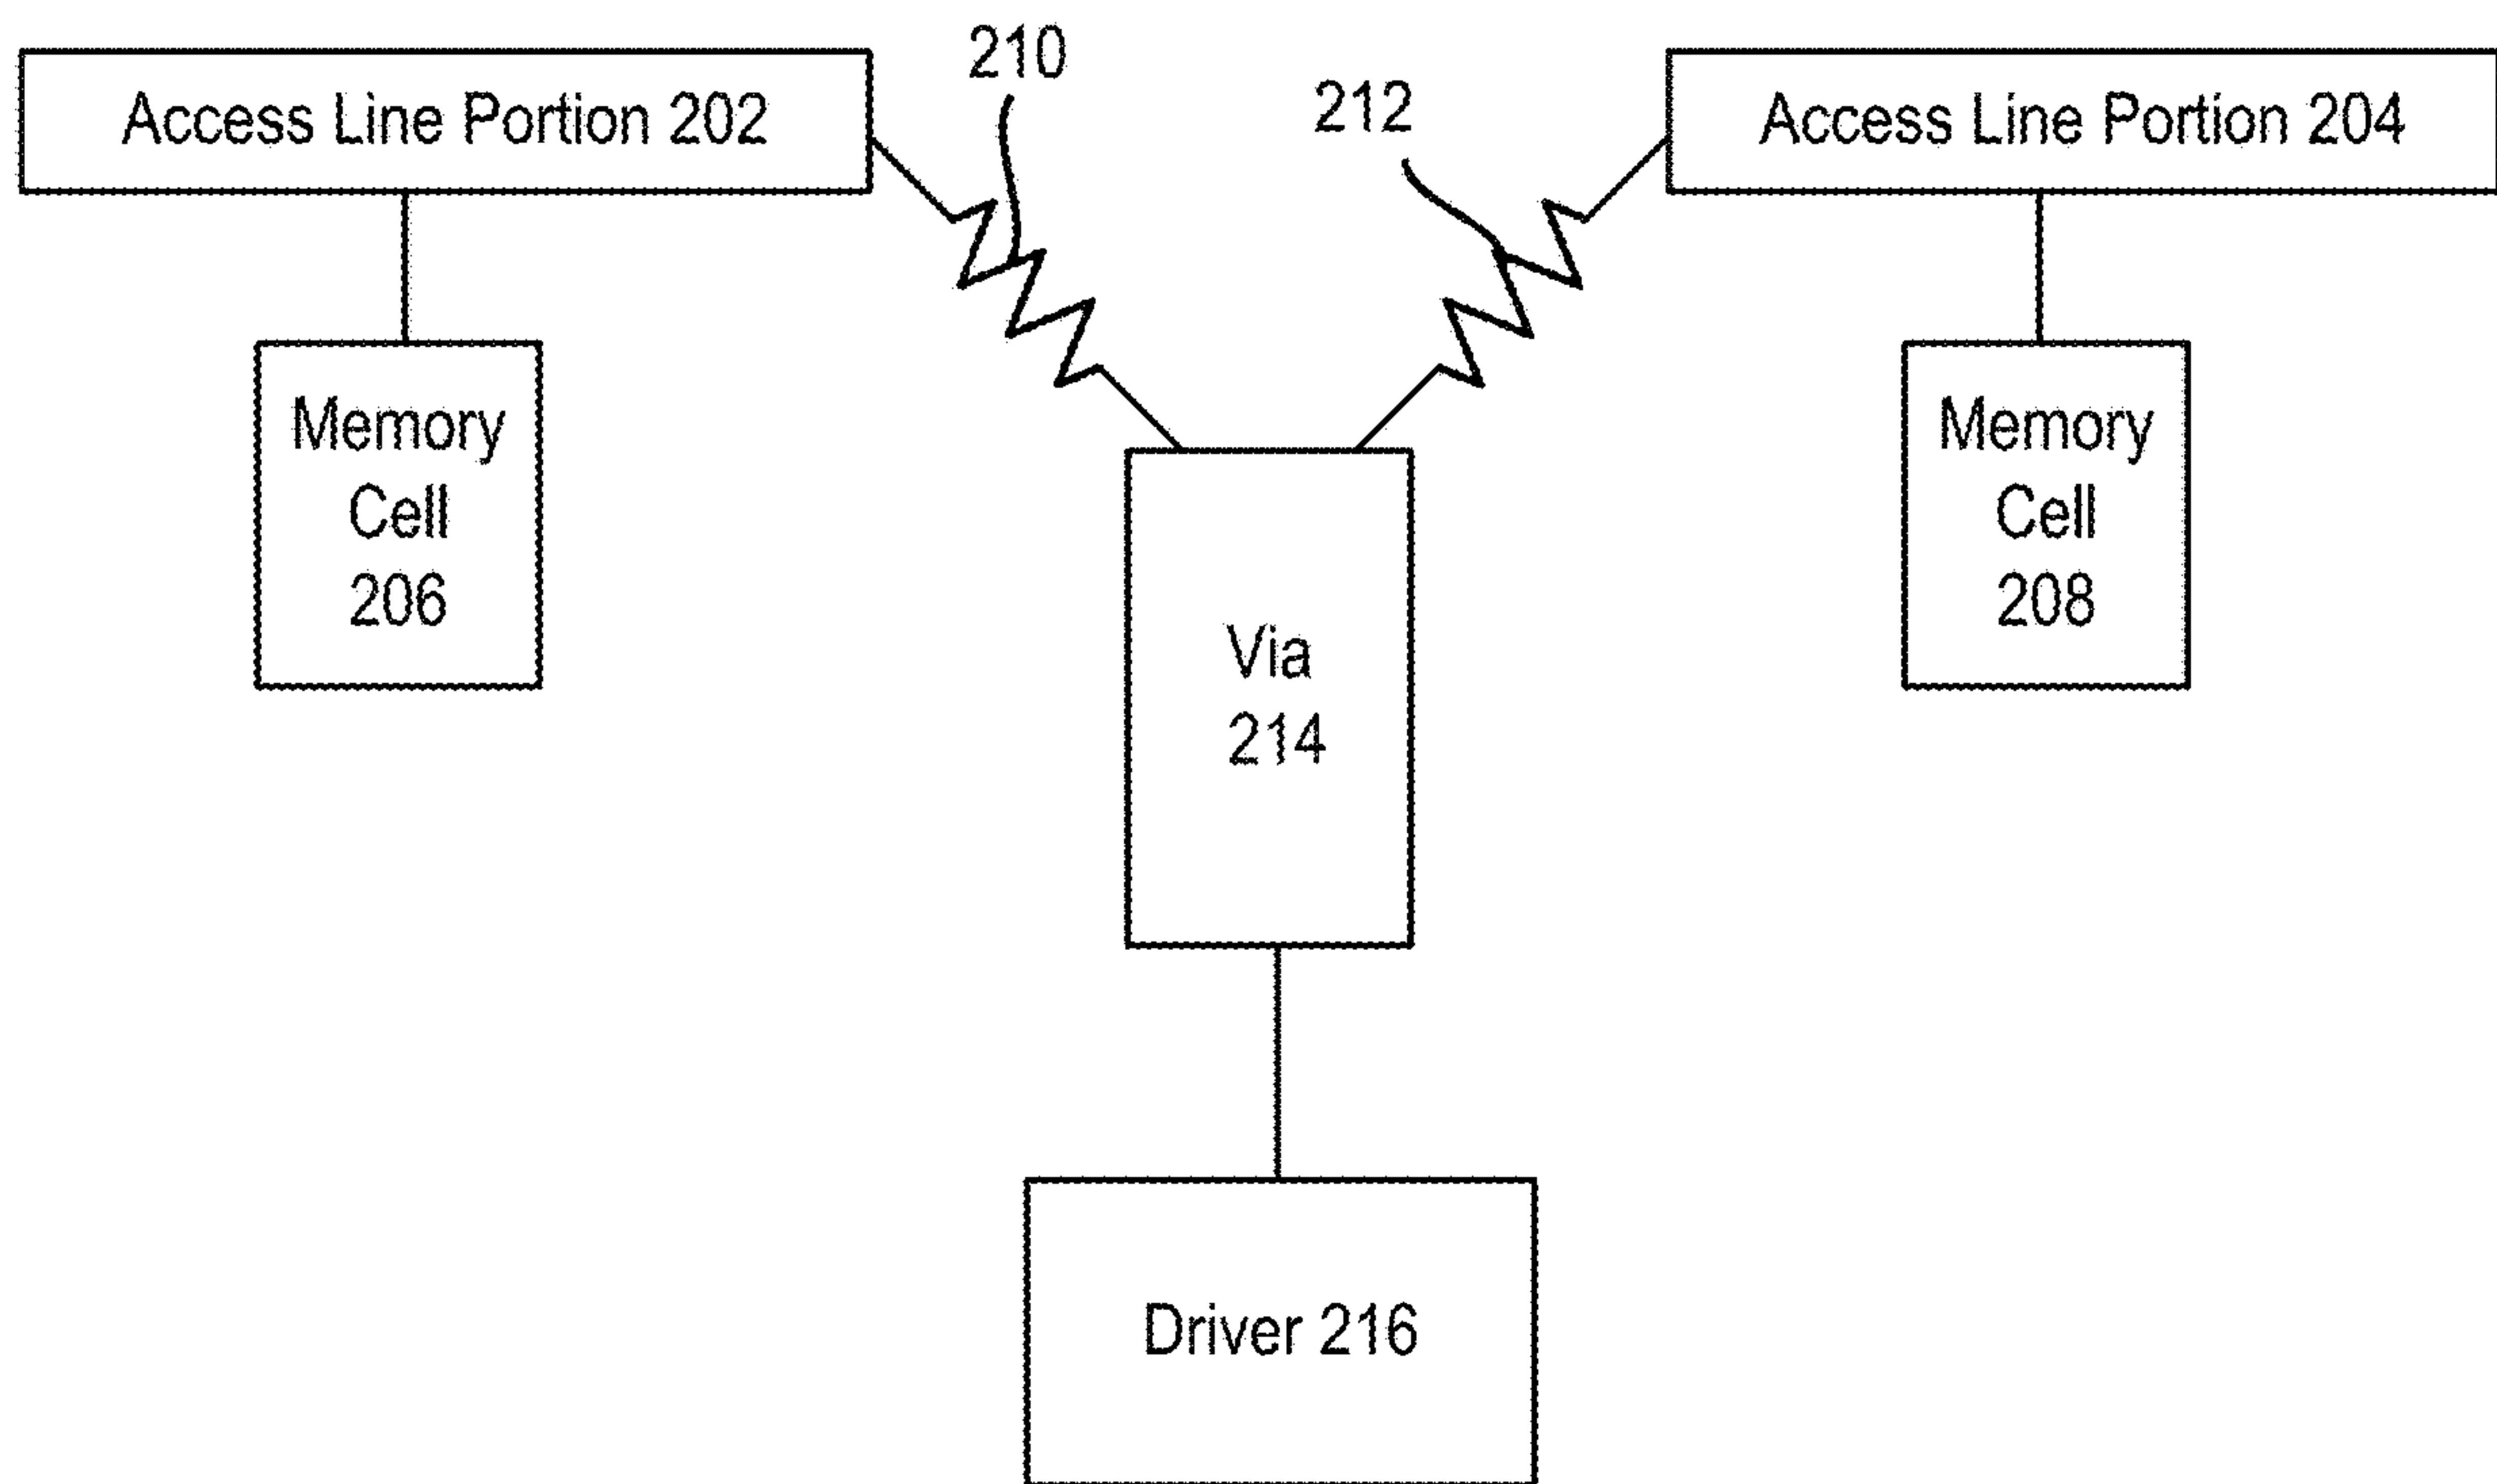 210
212
Access Line Portion 202
Access Line Portion 204
Memory
Cell
206
Memory
Cell
208
Via
214
Driver 216